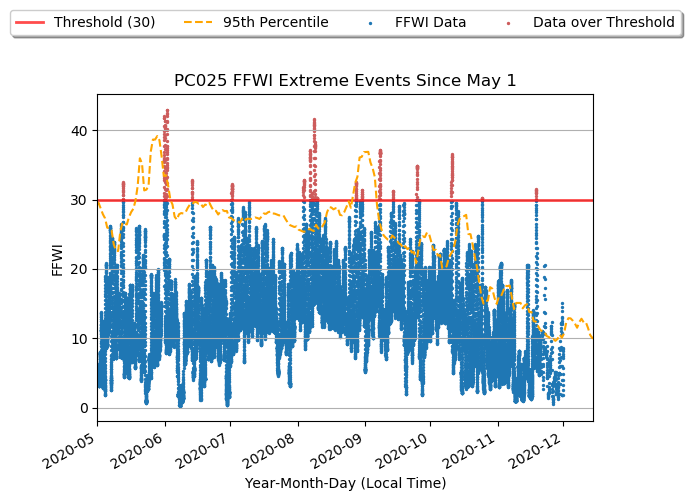 Threshold (30) 95th Percentile FFWI Data Data over Threshold
PC025 FFWI Extreme Events Since May 1
40
30
20
10
0
FFWI
2020-05 2020-06 2020-07 2020-08 2020-09 2020-10 2020-11 2020-12
Year-Month-Day (Local Time)